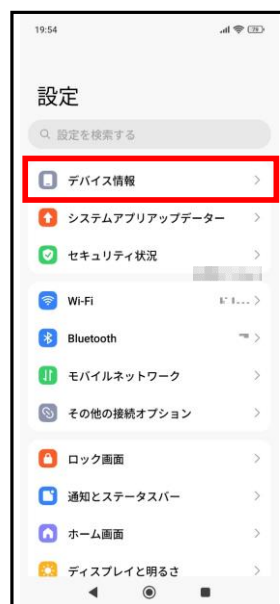 19:54
設定
設定を検索する
デバイス情報
システムアプリアップデーター
セキュリティ状況
Wi-Fi
Bluetooth
モバイルネットワーク
その他の接続オプション
ロック画面
通知とステータスバー
ホーム画面
ディスプレイと明るさ